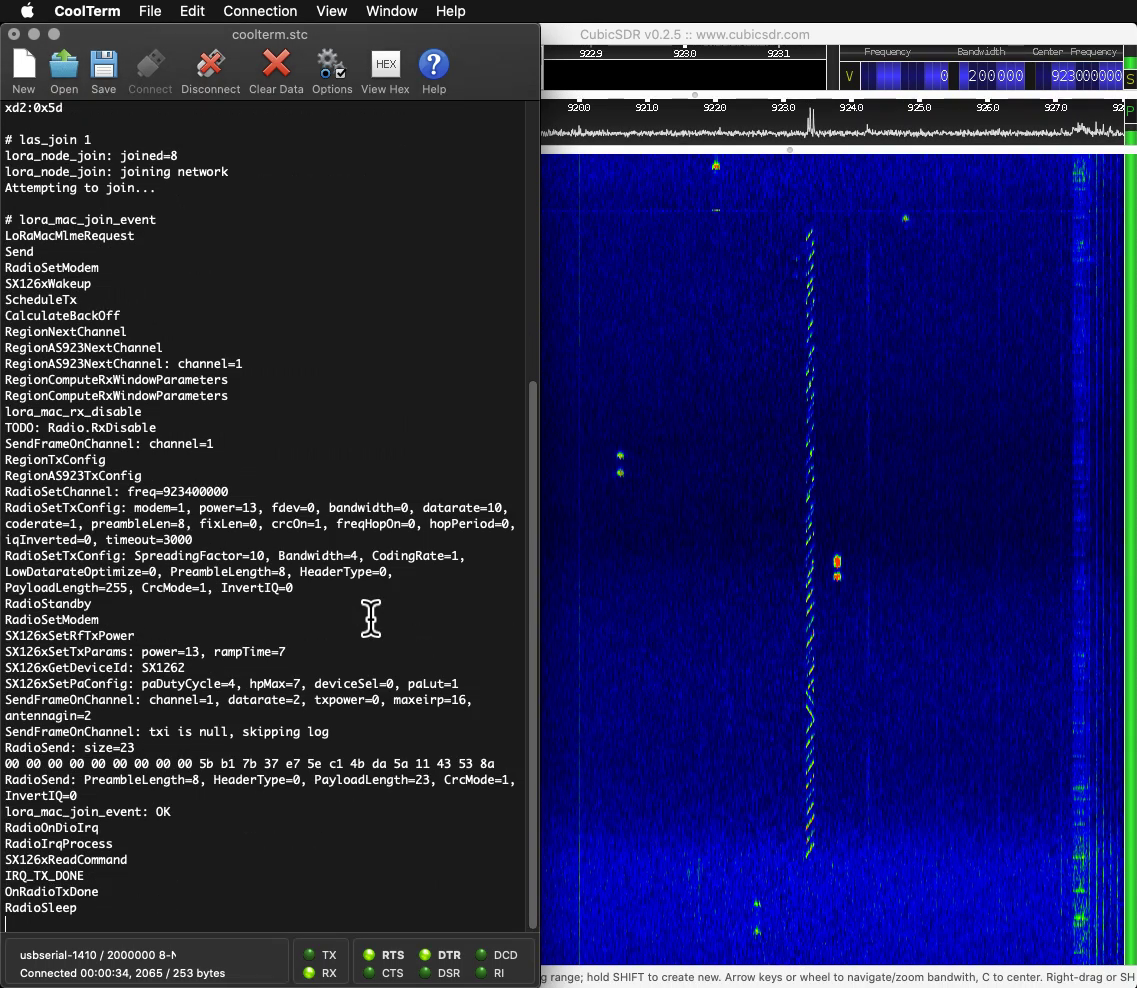 CoolTerm File Edit Connection View Window Help
coolterm.stc
New Open Save Connect Disconnect Clear Data Options View Hex Help
HEX
xd2:0x5d
# las_join 1
lora_node_join: joined=8
lora_node_join: joining network
Attempting to join...
# lora_mac_join_event
LoRaMacMlmeRequest
Send
RadioSetModem
SX126xWakeup
ScheduleTx
CalculateBackOff
RegionNextChannel
RegionAS923NextChannel
RegionAS923NextChannel: channel=1
RegionComputeRxWindowParameters
RegionComputeRxWindowParameters
lora_mac_rx_disable
TODO: Radio.RxDisable
SendFrameOnChannel: channel=1
RegionTxConfig
RegionAS923TxConfig
RadioSetChannel: freq=923400000
RadioSetTxConfig: modem=1, power=13, fdev=0, bandwidth=0, datarate=10,
coderate=1, preambleLen=8, fixLen=0, crcOn=1, freqHopOn=0, hopPeriod=0,
iqInverted=0, timeout=3000
RadioSetTxConfig: SpreadingFactor=10, Bandwidth=4, CodingRate=1,
LowDatarateOptimize=0, PreambleLength=8, HeaderType=0,
PayloadLength=255, CrcMode=1, InvertIQ=0
RadioStandby
RadioSetModem
SX126xSetRfTxPower
SX126xSetTxParams: power=13, rampTime=7
SX126xGetDeviceId: SX1262
SX126xSetPaConfig: paDutyCycle=4, hpMax=7, deviceSel=0, paLut=1
SendFrameOnChannel: channel=1, datarate=2, txpower=0, maxeirp=16,
antennagin=2
SendFrameOnChannel: txi is null, skipping log
RadioSend: size=23
00 00 00 00 00 00 00 00 00 5b b1 7b 37 e7 5e c1 4b da 5a 11 43 53 8a
RadioSend: PreambleLength=8, HeaderType=0, PayloadLength=23, CrcMode=1,
InvertIQ=0
lora_mac_join_event: OK
RadioOnDioIrq
RadioIrqProcess
SX126xReadCommand
IRQ_TX_DONE
OnRadioTxDone
RadioSleep
usbserial-1410 / 2000000 8-N
Connected 00:00:34, 2065 / 253 bytes
TX RTS DTR DCD
RX CTS DSR RI
CubicSDR v0.2.5 :: www.cubicsdr.com
922.9 923.0 923.1
Frequency Bandwidth Center Frequency
V 0 200000 923000000 S
920.0 921.0 922.0 923.0 924.0 925.0 926.0 927.0 92
P
g range; hold SHIFT to create new. Arrow keys or wheel to navigate/zoom bandwith, C to center. Right-drag or SH